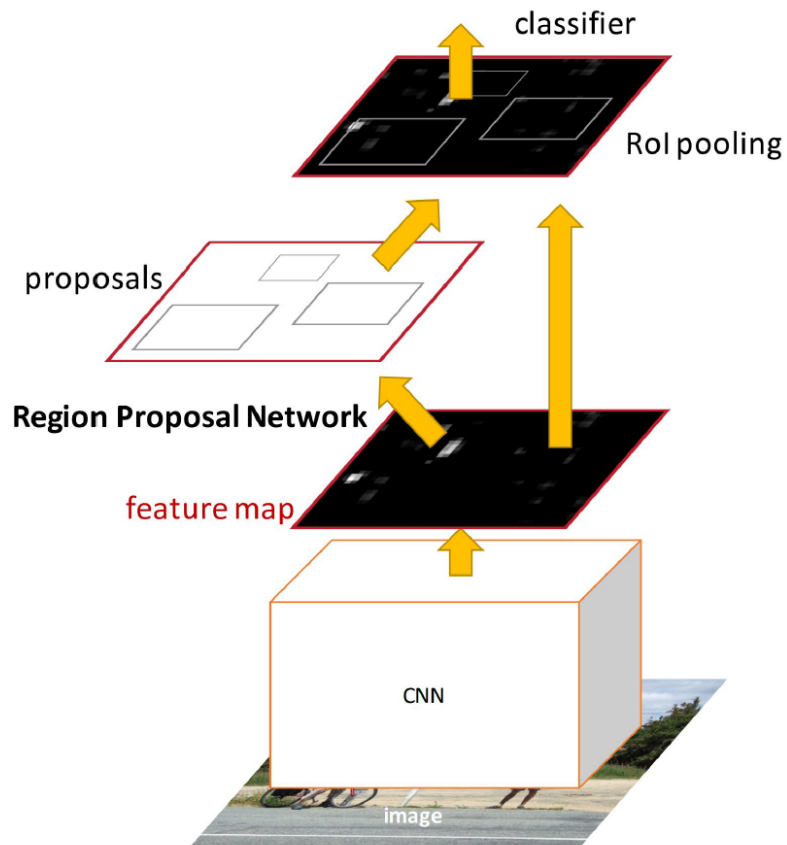 classifier
RoI pooling
proposals
Region Proposal Network
feature map
CNN
image